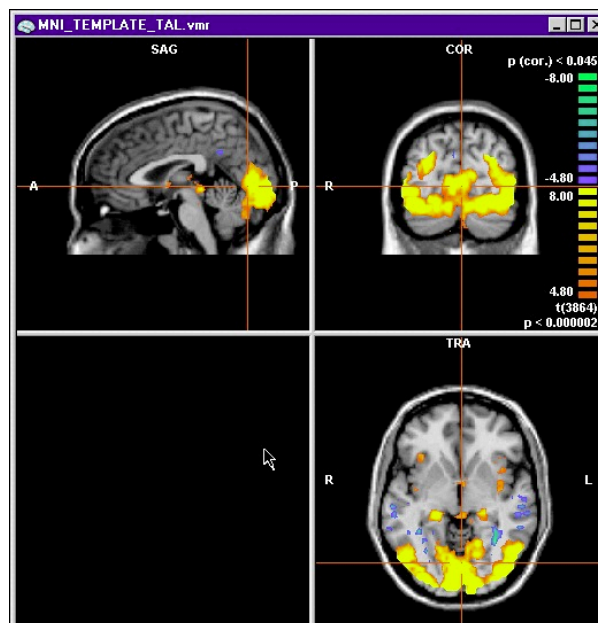 MNI_TEMPLATE_TAL.vmr
SAG
A
P
COR
p (cor.) < 0.045
-8.00
-4.80
8.00
R
4.80
t(3864)
p < 0.000002
TRA
R
L